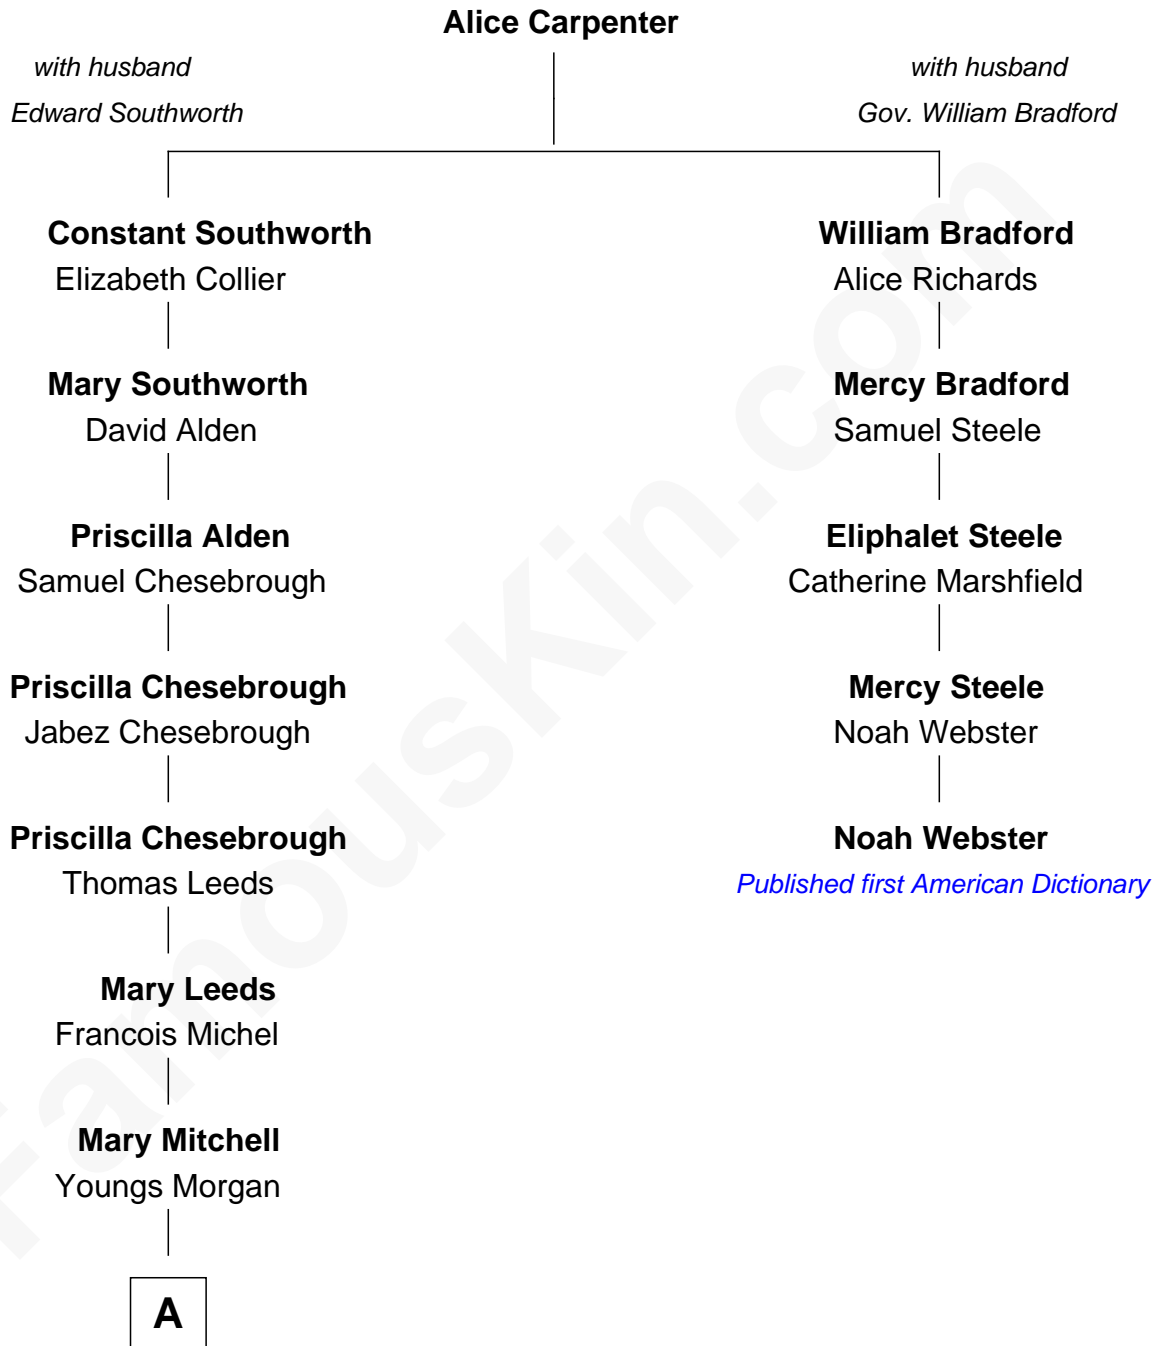 Alice Carpenter
with husband
Edward Southworth
with husband
Gov. William Bradford
Constant Southworth
Elizabeth Collier
William Bradford
Alice Richards
Mary Southworth
David Alden
Mercy Bradford
Samuel Steele
Priscilla Alden
Samuel Chesebrough
Eliphalet Steele
Catherine Marshfield
Priscilla Chesebrough
Jabez Chesebrough
Mercy Steele
Noah Webster
Priscilla Chesebrough
Thomas Leeds
Noah Webster
Published first American Dictionary
Mary Leeds
Francois Michel
Mary Mitchell
Youngs Morgan
A
FamousKin.com